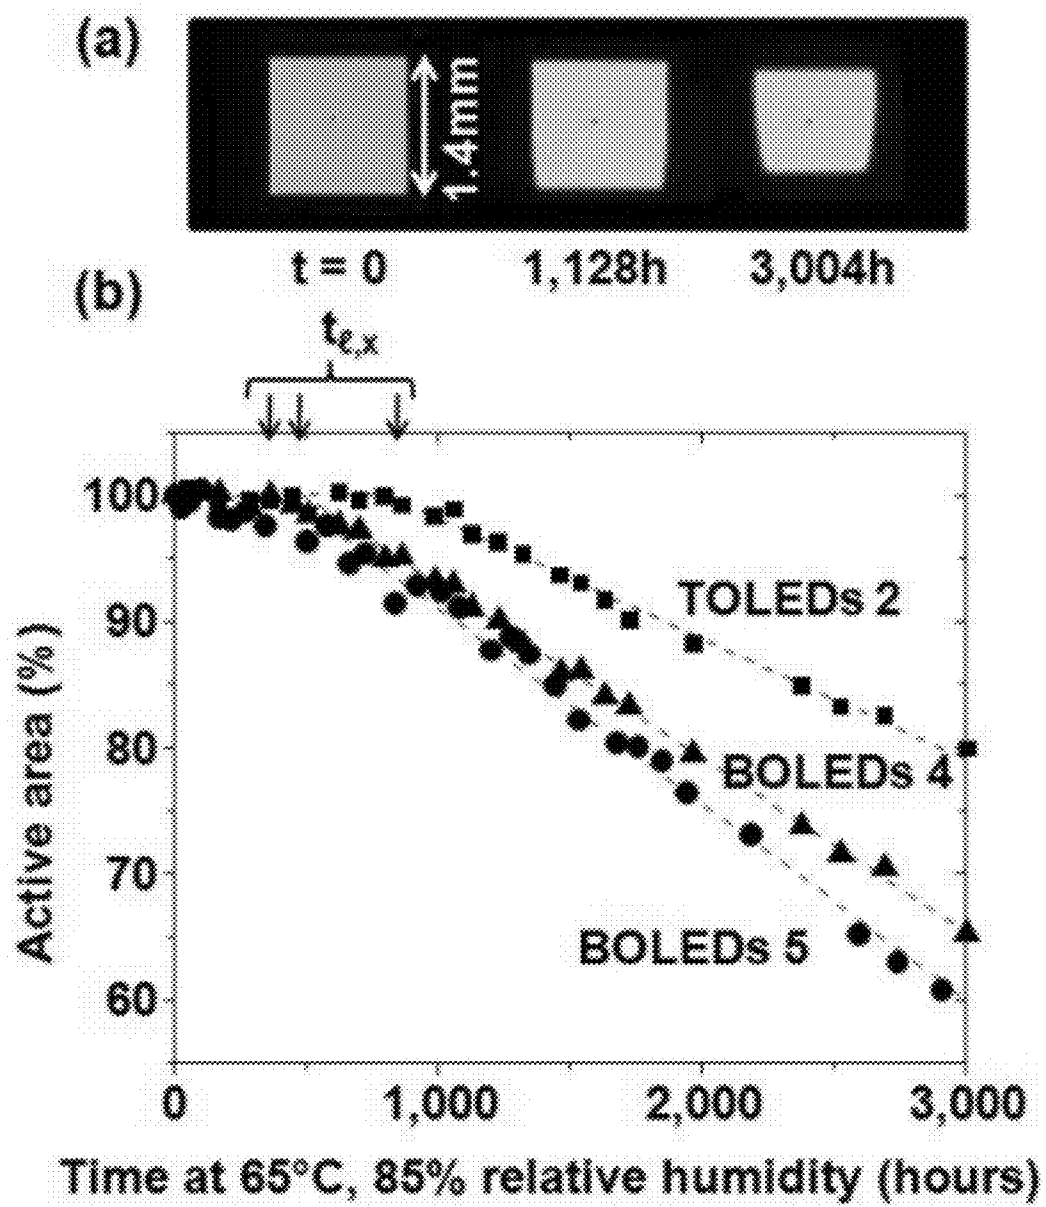 (a)
1.4mm
t = 0
1,128h
3,004h
(b)
tℓ,x
100
90
80
70
60
Active area (%)
TOLEDs 2
BOLEDs 4
BOLEDs 5
0
1,000
2,000
3,000
Time at 65°C, 85% relative humidity (hours)